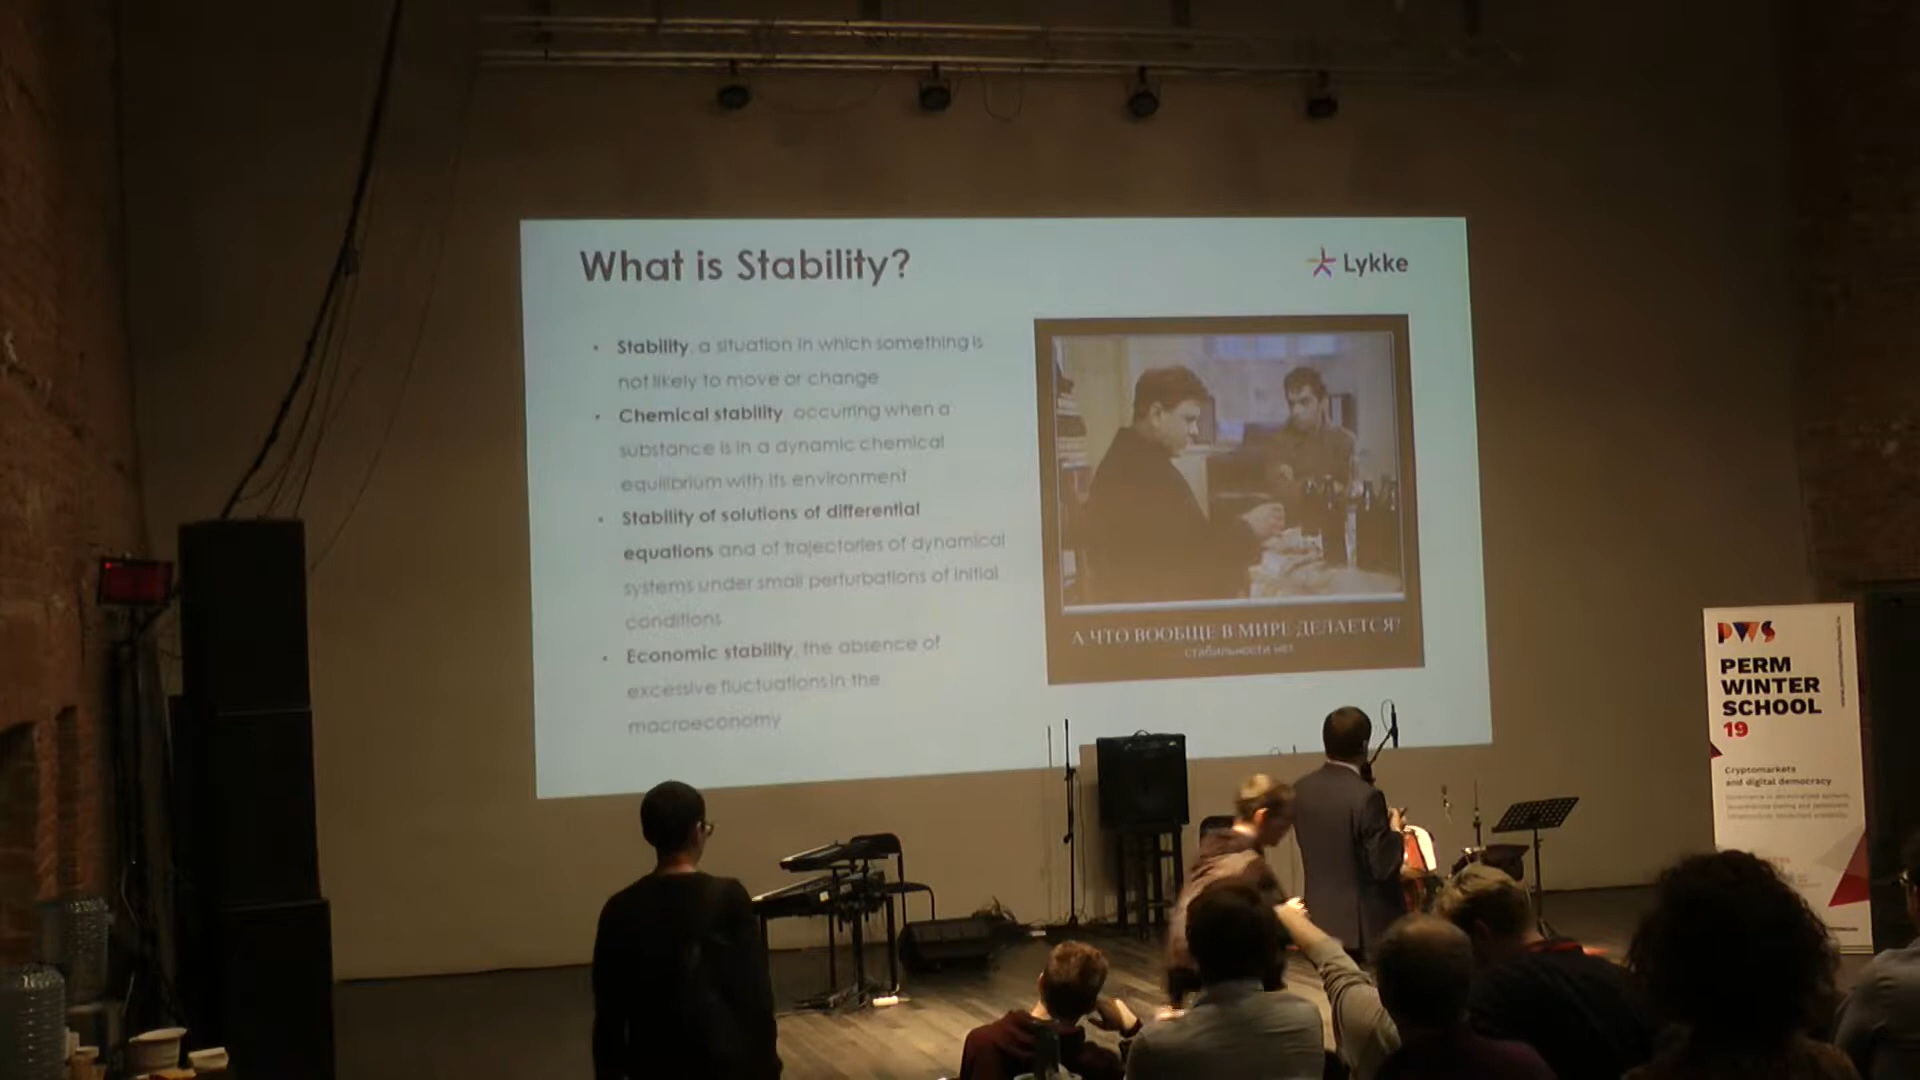 What is Stability?
Lykke
• Stability, a situation in which something is
not likely to move or change
• Chemical stability, occurring when a
substance is in a dynamic chemical
equilibrium with its environment
• Stability of solutions of differential
equations and of trajectories of dynamical
systems under small perturbations of initial
conditions
• Economic stability, the absence of
excessive fluctuations in the
macroeconomy
А ЧТО ВООБЩЕ В МИРЕ ДЕЛАЕТСЯ?
стабильности нет
PWS
PERM
WINTER
SCHOOL
19
Cryptomarkets
and digital democracy